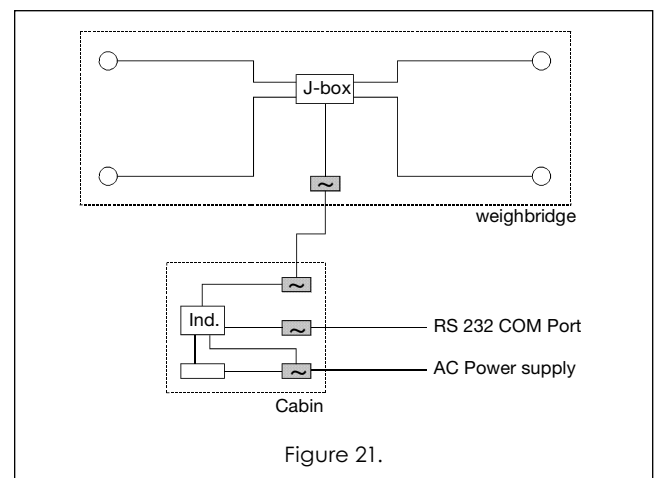 J-box
~
weighbridge
~
Ind.
~
RS 232 COM Port
~
AC Power supply
Cabin
Figure 21.